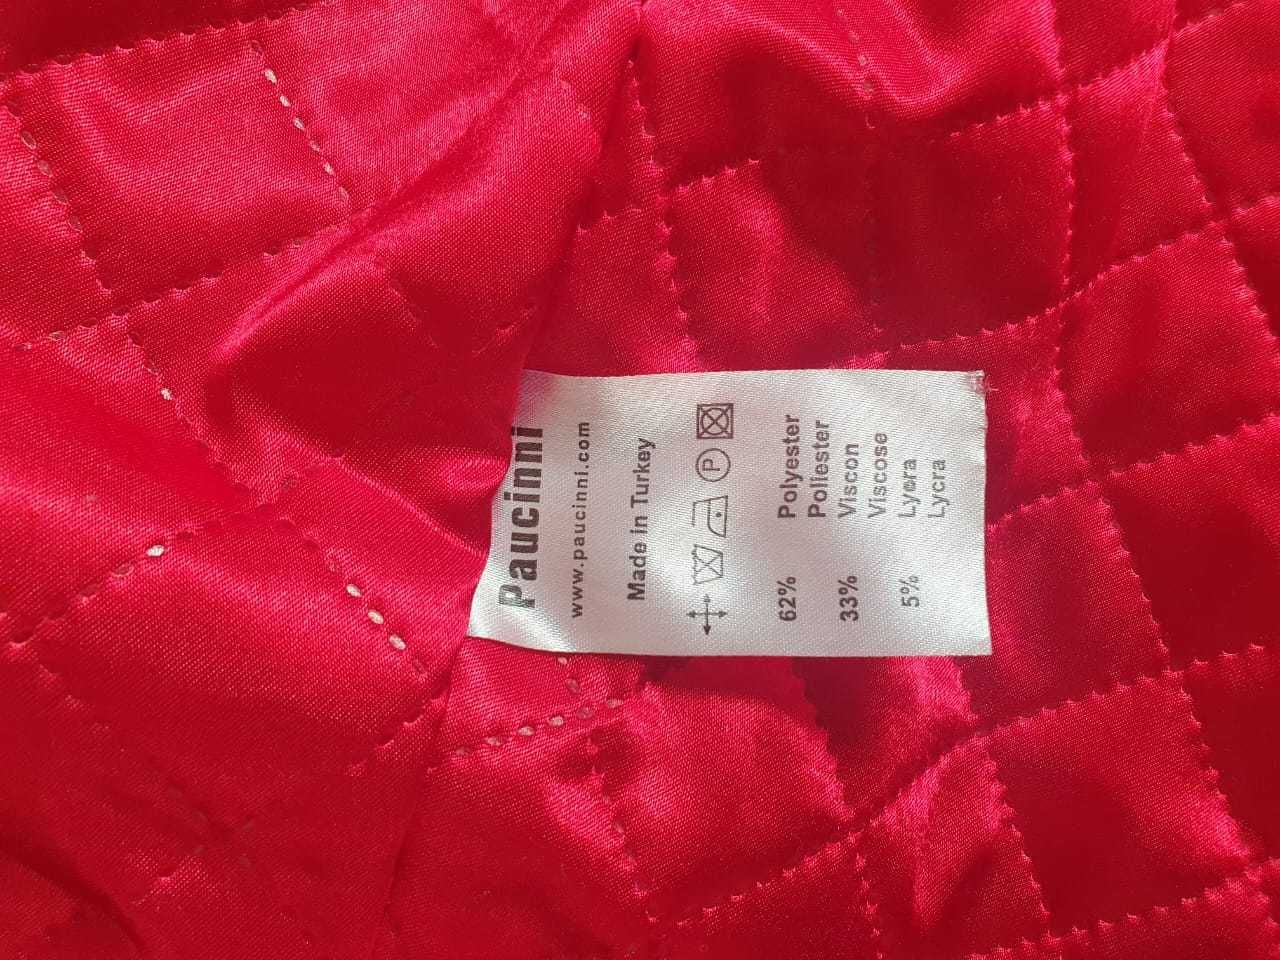 Paucinni
www.paucinni.com
Made in Turkey
P
62% Polyester
Poliester
33% Viscon
Viscose
5% Lycra
Lycra